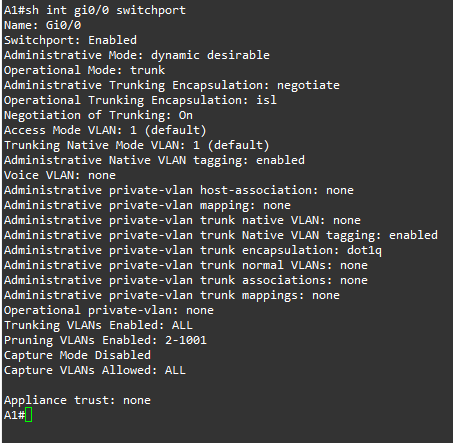 A1#sh int gi0/0 switchport
Name: Gi0/0
Switchport: Enabled
Administrative Mode: dynamic desirable
Operational Mode: trunk
Administrative Trunking Encapsulation: negotiate
Operational Trunking Encapsulation: isl
Negotiation of Trunking: On
Access Mode VLAN: 1 (default)
Trunking Native Mode VLAN: 1 (default)
Administrative Native VLAN tagging: enabled
Voice VLAN: none
Administrative private-vlan host-association: none
Administrative private-vlan mapping: none
Administrative private-vlan trunk native VLAN: none
Administrative private-vlan trunk Native VLAN tagging: enabled
Administrative private-vlan trunk encapsulation: dot1q
Administrative private-vlan trunk normal VLANs: none
Administrative private-vlan trunk associations: none
Administrative private-vlan trunk mappings: none
Operational private-vlan: none
Trunking VLANs Enabled: ALL
Pruning VLANs Enabled: 2-1001
Capture Mode Disabled
Capture VLANs Allowed: ALL

Appliance trust: none
A1#